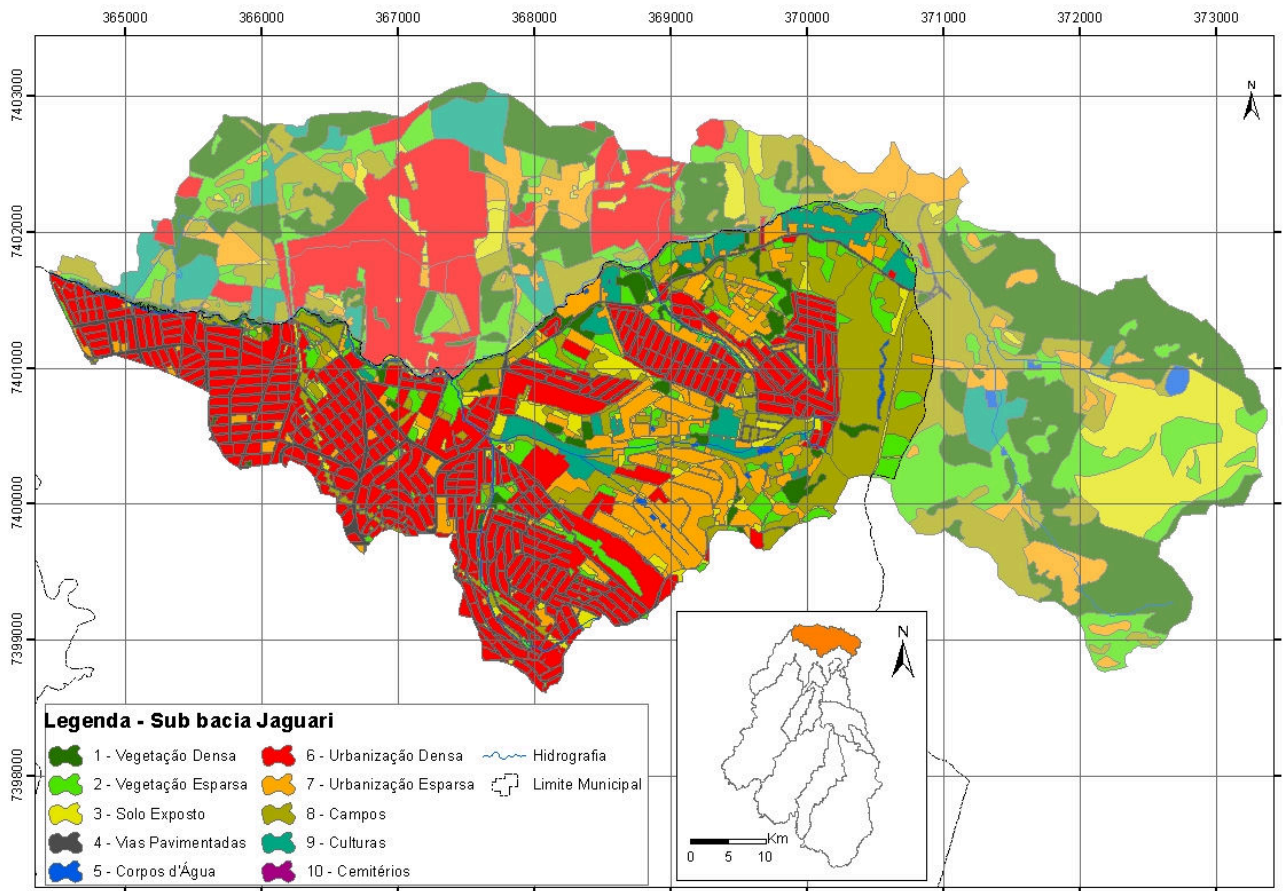 365000 366000 367000 368000 369000 370000 371000 372000 373000
7403000
7402000
7401000
7400000
7399000
7398000
N
N
Legenda - Sub bacia Jaguari
1 - Vegetação Densa
2 - Vegetação Esparsa
3 - Solo Exposto
4 - Vias Pavimentadas
5 - Corpos d'Água
6 - Urbanização Densa
7 - Urbanização Esparsa
8 - Campos
9 - Culturas
10 - Cemitérios
Hidrografia
Limite Municipal
Km
0 5 10